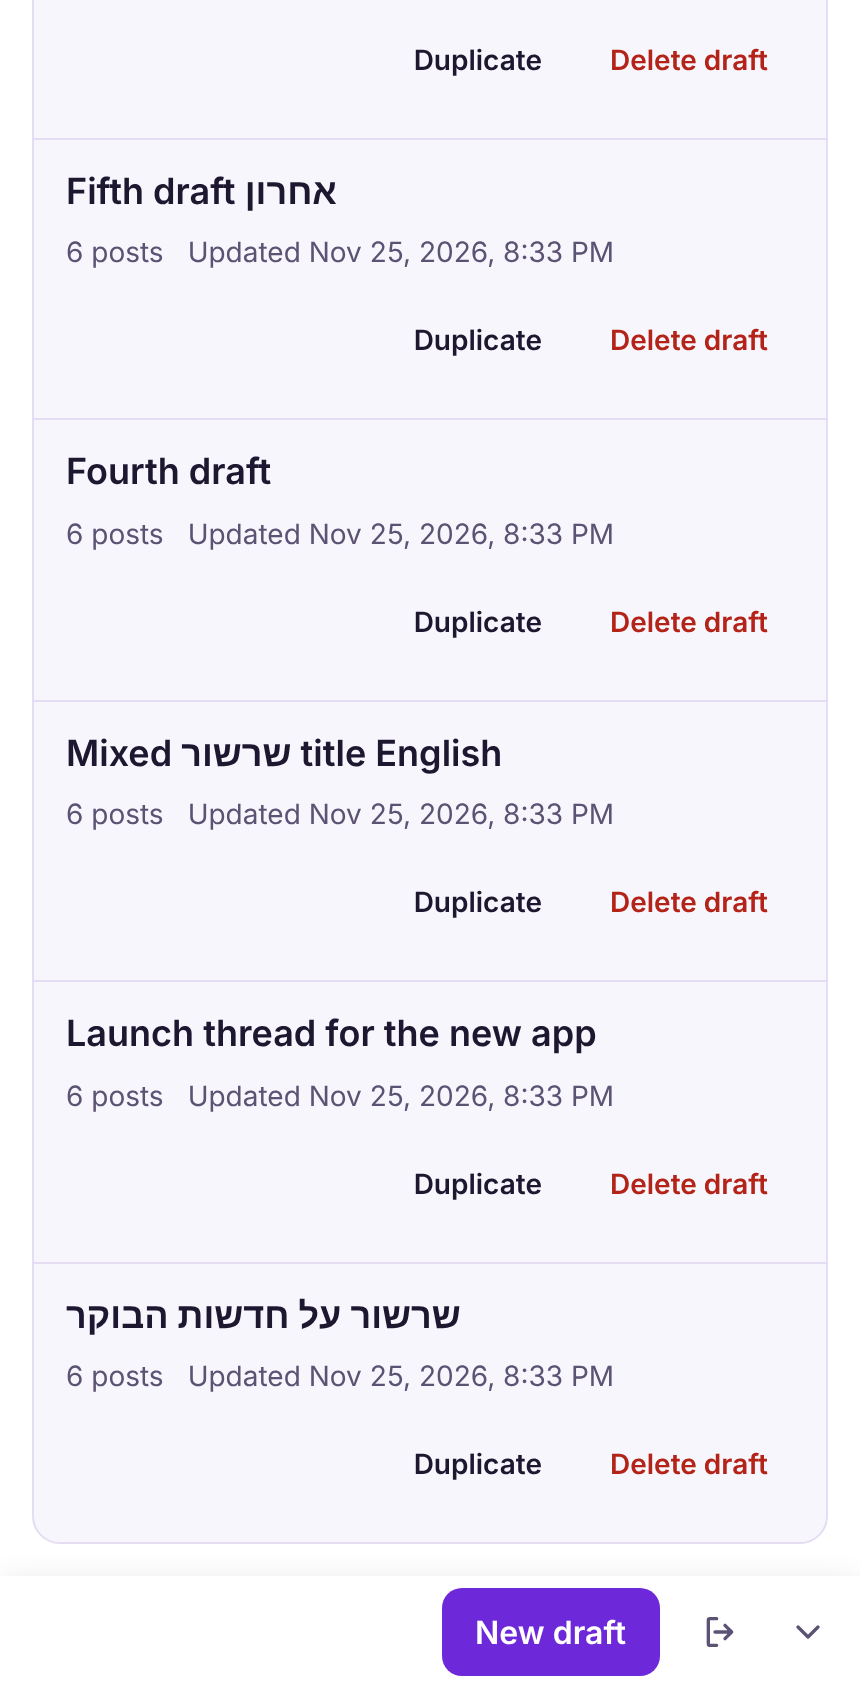 Duplicate Delete draft
Fifth draft אחרון
6 posts Updated Nov 25, 2026, 8:33 PM
Duplicate Delete draft
Fourth draft
6 posts Updated Nov 25, 2026, 8:33 PM
Duplicate Delete draft
Mixed שרשור title English
6 posts Updated Nov 25, 2026, 8:33 PM
Duplicate Delete draft
Launch thread for the new app
6 posts Updated Nov 25, 2026, 8:33 PM
Duplicate Delete draft
שרשור על חדשות הבוקר
6 posts Updated Nov 25, 2026, 8:33 PM
Duplicate Delete draft
New draft